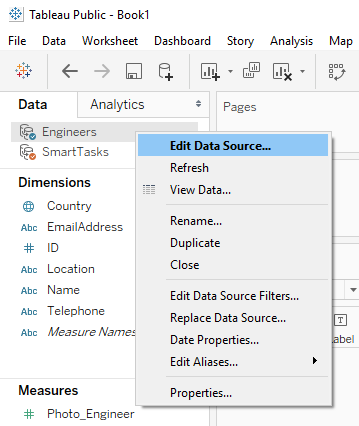 Tableau Public - Book1
File Data Worksheet Dashboard Story Analysis Map
Data Analytics
Pages
Engineers
SmartTasks
Edit Data Source...
Refresh
View Data...
Rename...
Duplicate
Close
Edit Data Source Filters...
Replace Data Source...
Date Properties...
Edit Aliases...
Properties...
Dimensions
Country
Abc EmailAddress
# ID
Abc Location
Abc Name
Abc Telephone
Abc Measure Names
T
Label
Measures
# Photo_Engineer